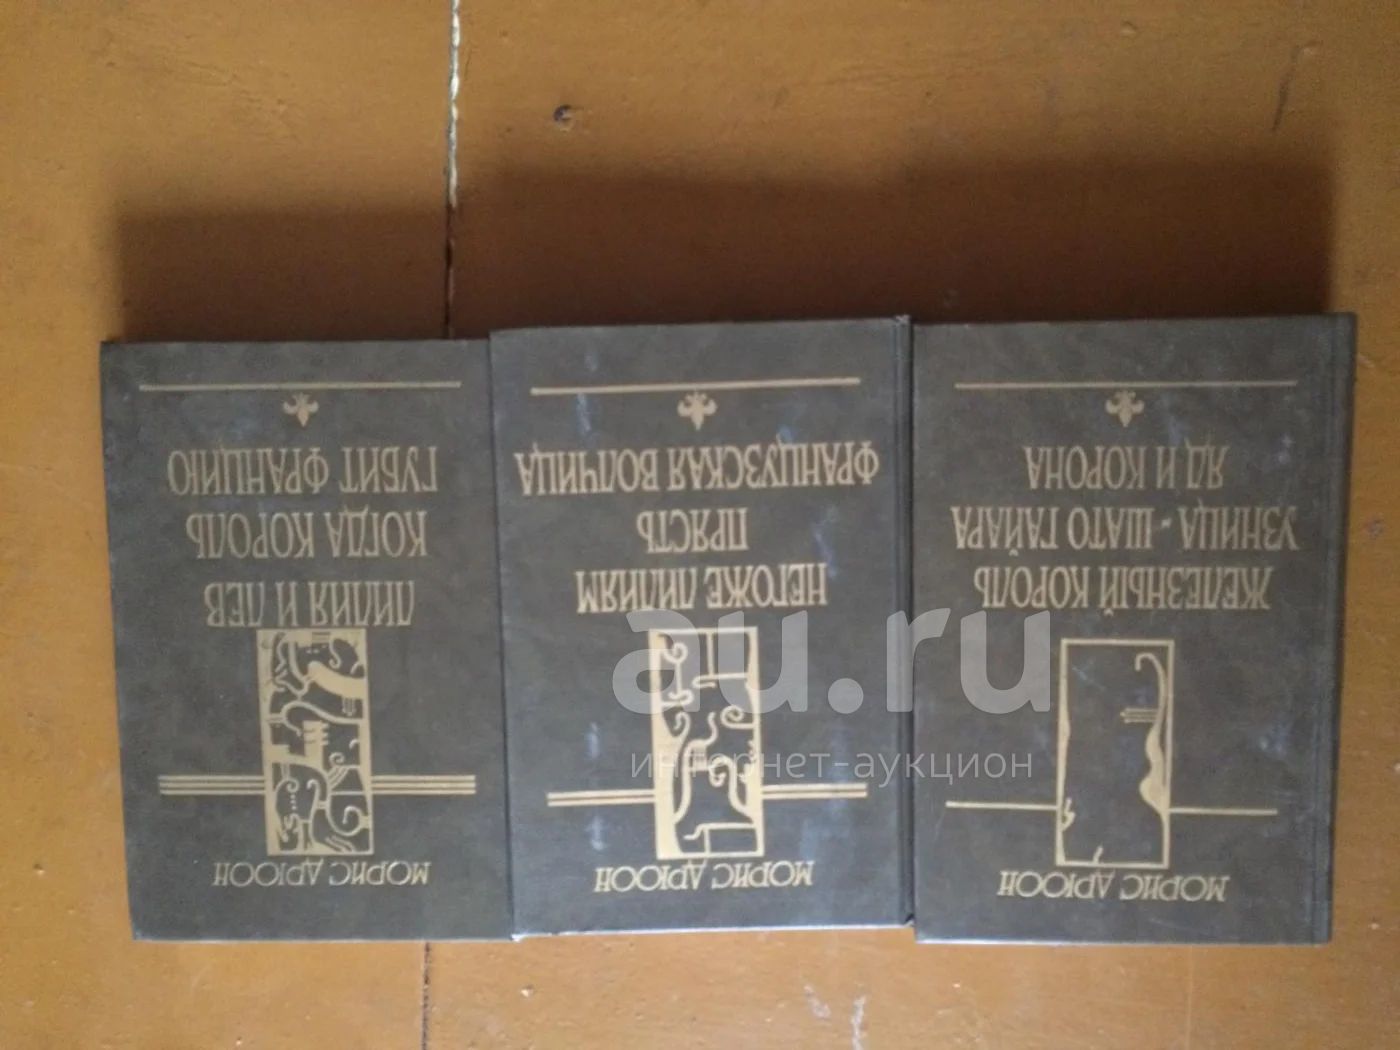 МОРИС ДРЮОН
ЖЕЛЕЗНЫЙ КОРОЛЬ
УЗНИЦА ШАТО ГАЙАРА
ЯД И КОРОНА
МОРИС ДРЮОН
НЕГОЖЕ ЛИЛИЯМ
ПРЯСТЬ
ФРАНЦУЗСКАЯ ВОЛЧИЦА
МОРИС ДРЮОН
ЛИЛИЯ И ЛЕВ
КОГДА КОРОЛЬ
ГУБИТ ФРАНЦИЮ
au.ru
интернет-аукцион